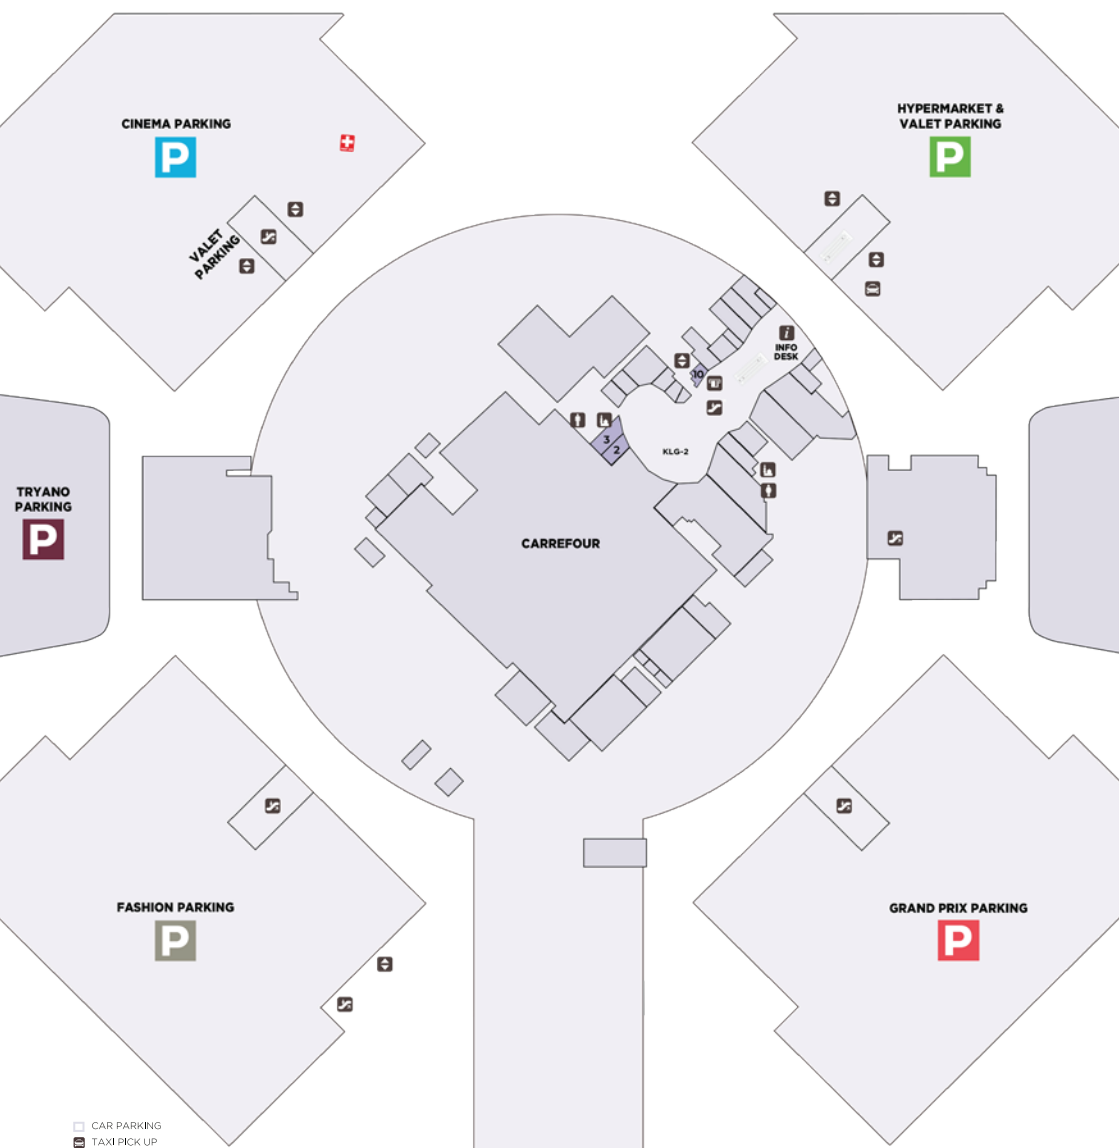 CINEMA PARKING
P
HYPERMARKET &
VALET PARKING
P
VALET
PARKING
i
INFO
DESK
10
3
2
KLG-2
TRYANO
PARKING
P
CARREFOUR
FASHION PARKING
P
GRAND PRIX PARKING
P
CAR PARKING
TAXI PICK UP